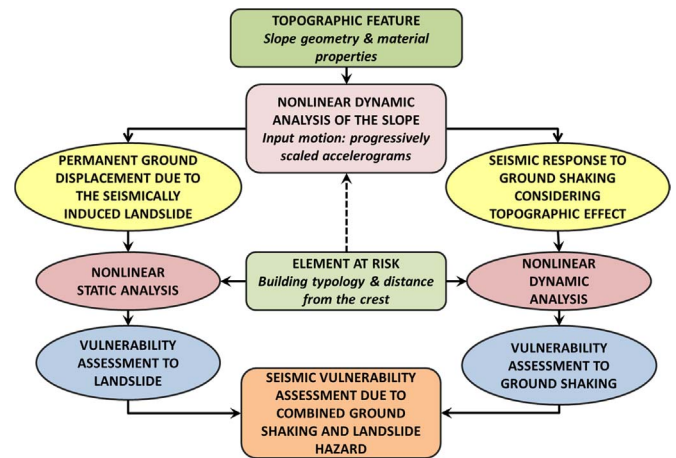 TOPOGRAPHIC FEATURE
Slope geometry & material
properties
NONLINEAR DYNAMIC
ANALYSIS OF THE SLOPE
Input motion: progressively
scaled accelerograms
PERMANENT GROUND
DISPLACEMENT DUE TO
THE SEISMICALLY
INDUCED LANDSLIDE
SEISMIC RESPONSE TO
GROUND SHAKING
CONSIDERING
TOPOGRAPHIC EFFECT
NONLINEAR
STATIC ANALYSIS
ELEMENT AT RISK
Building typology & distance
from the crest
NONLINEAR
DYNAMIC
ANALYSIS
VULNERABILITY
ASSESSMENT TO
LANDSLIDE
SEISMIC VULNERABILITY
ASSESSMENT DUE TO
COMBINED GROUND
SHAKING AND LANDSLIDE
HAZARD
VULNERABILITY
ASSESSMENT TO
GROUND SHAKING